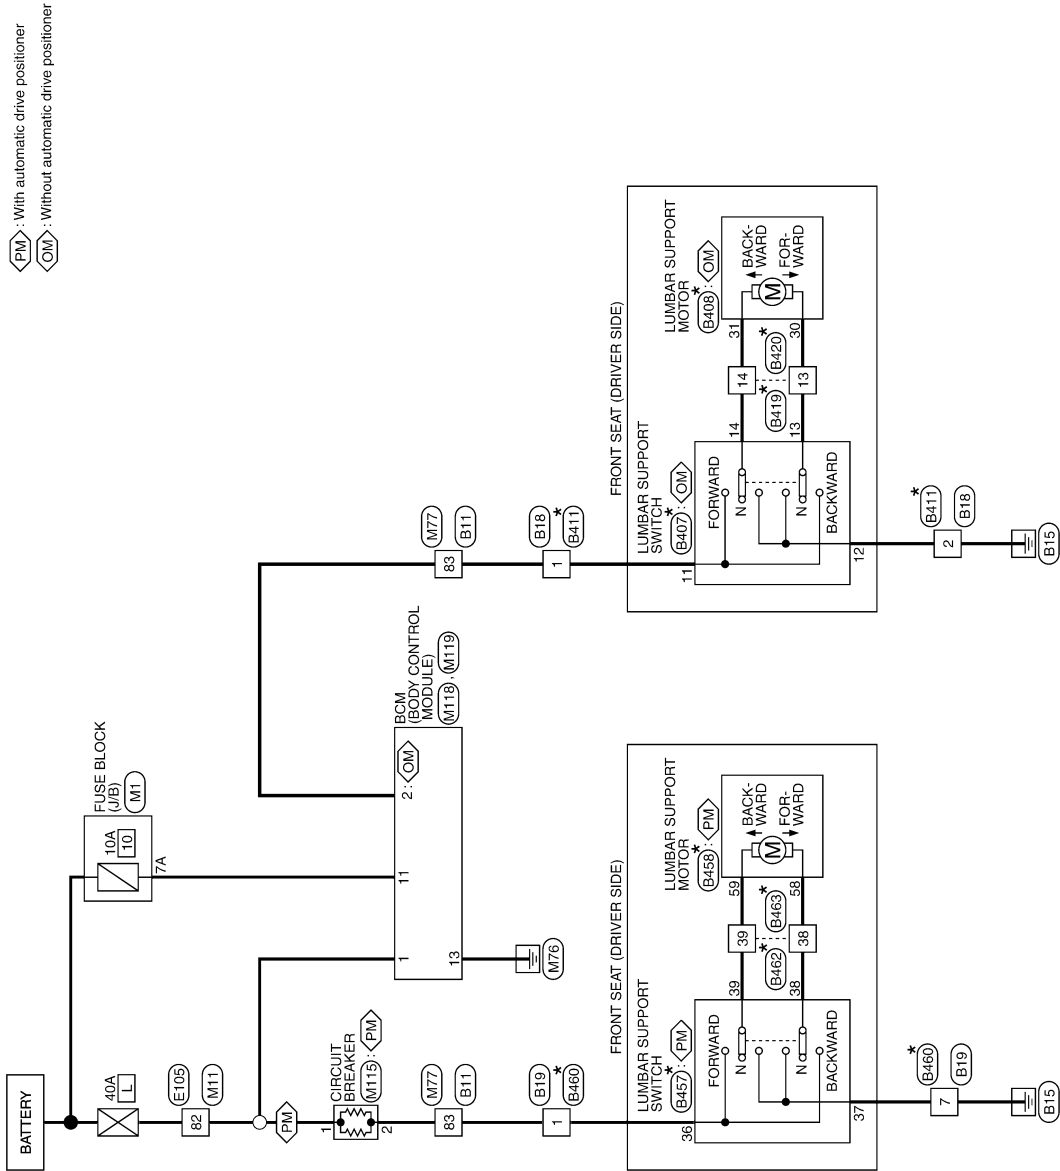 PM : With automatic drive positioner
OM : Without automatic drive positioner
BATTERY
40A
L
E105
82
M11
PM
FUSE BLOCK
(J/B)
M1
10A
10
7A
CIRCUIT
BREAKER
M115 : PM
1
2
M77
83
B11
B19
1
B460 *
BCM
(BODY CONTROL
MODULE)
M118 , M119
1
11
2 : OM
13
M76
M77
83
B11
B18
1
B411 *
FRONT SEAT (DRIVER SIDE)
LUMBAR SUPPORT
SWITCH
B457 * : PM
36
FORWARD
N
N
BACKWARD
39
38
37
39
38
B462 *
B463 *
LUMBAR SUPPORT
MOTOR
B458 * : PM
59
58
M
BACK-
WARD
FOR-
WARD
B460 *
7
B19
B15
FRONT SEAT (DRIVER SIDE)
LUMBAR SUPPORT
SWITCH
B407 * : OM
11
FORWARD
N
N
BACKWARD
14
13
12
14
13
B419 *
B420 *
LUMBAR SUPPORT
MOTOR
B408 * : OM
31
30
M
BACK-
WARD
FOR-
WARD
B411 *
2
B18
B15